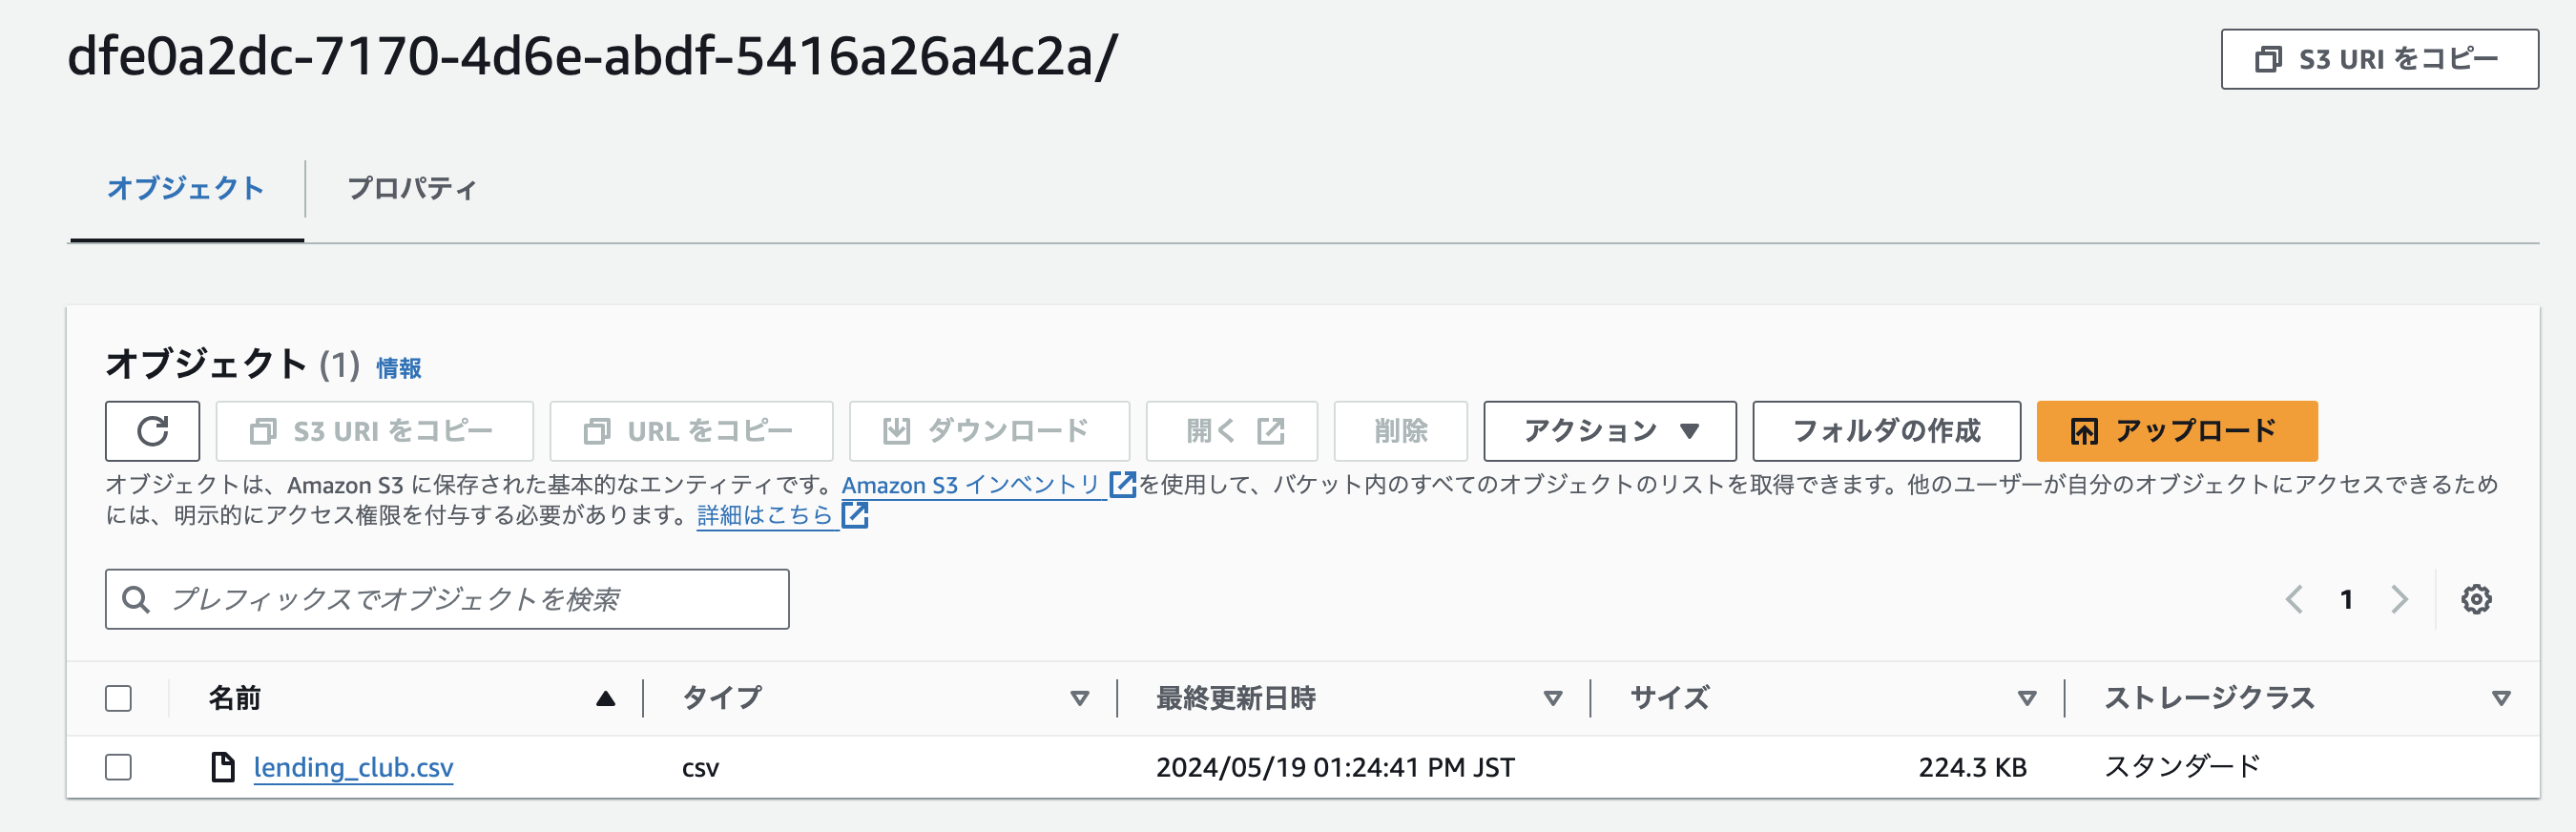 dfe0a2dc-7170-4d6e-abdf-5416a26a4c2a/
S3 URI をコピー
オブジェクト
プロパティ
オブジェクト (1) 情報
S3 URI をコピー
URL をコピー
ダウンロード
開く
削除
アクション
フォルダの作成
アップロード
オブジェクトは、Amazon S3 に保存された基本的なエンティティです。Amazon S3 インベントリ を使用して、バケット内のすべてのオブジェクトのリストを取得できます。他のユーザーが自分のオブジェクトにアクセスできるため
には、明示的にアクセス権限を付与する必要があります。詳細はこちら
プレフィックスでオブジェクトを検索
1
名前 タイプ 最終更新日時 サイズ ストレージクラス
lending_club.csv csv 2024/05/19 01:24:41 PM JST 224.3 KB スタンダード